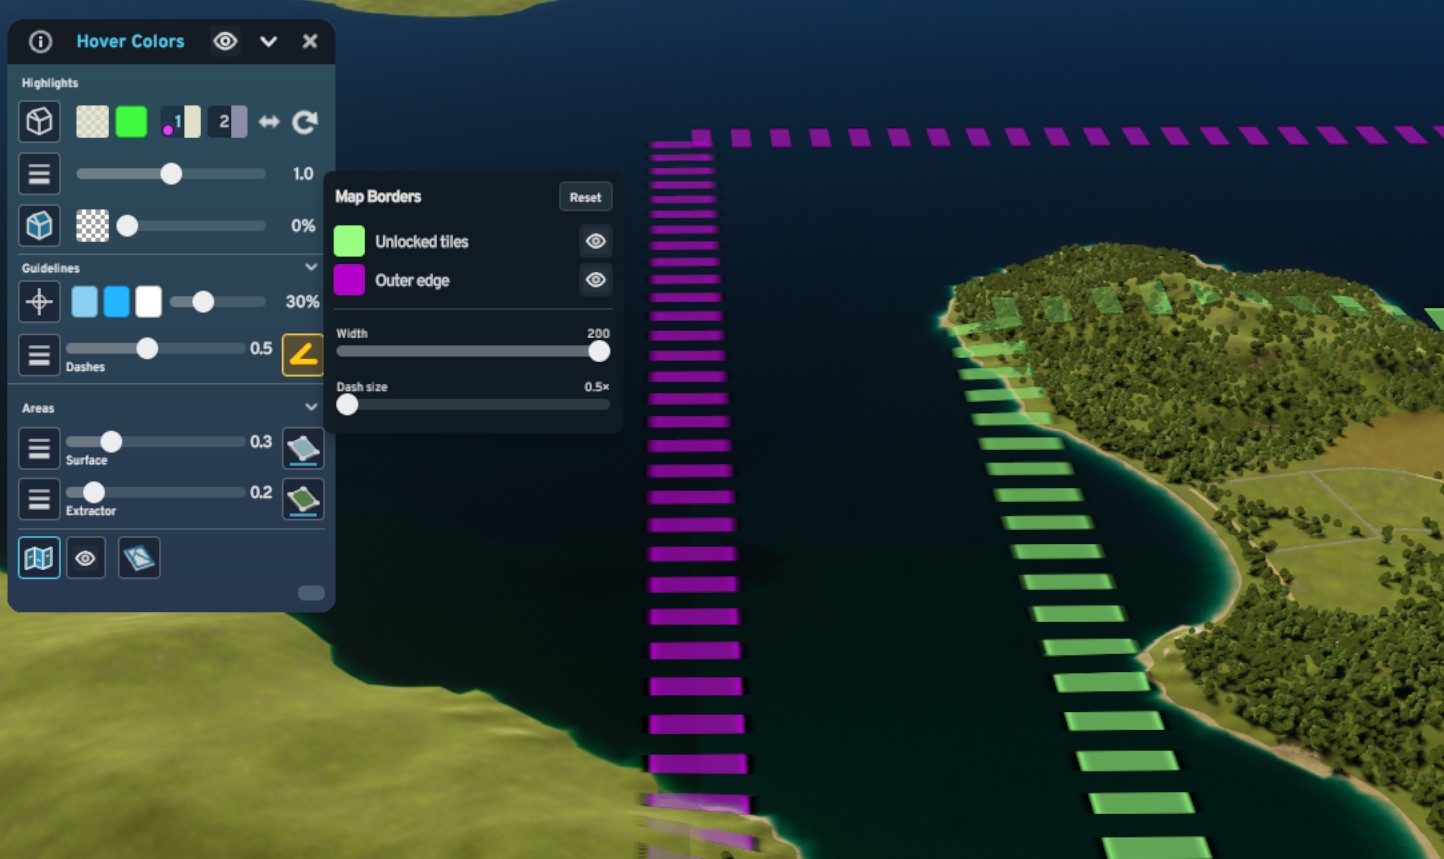 Hover Colors
Highlights
1
2
1.0
0%
Guidelines
30%
0.5
Dashes
Areas
0.3
Surface
0.2
Extractor
Map Borders
Reset
Unlocked tiles
Outer edge
Width
200
Dash size
0.5×